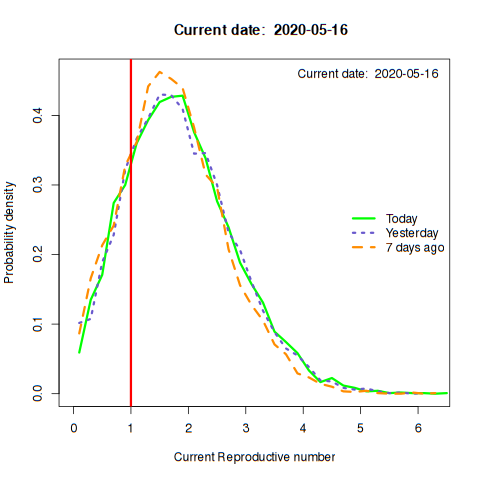 Current date:  2020-05-16
Current date:  2020-05-16
Probability density
0.4
0.3
0.2
0.1
0.0
Today
Yesterday
7 days ago
0 1 2 3 4 5 6
Current Reproductive number